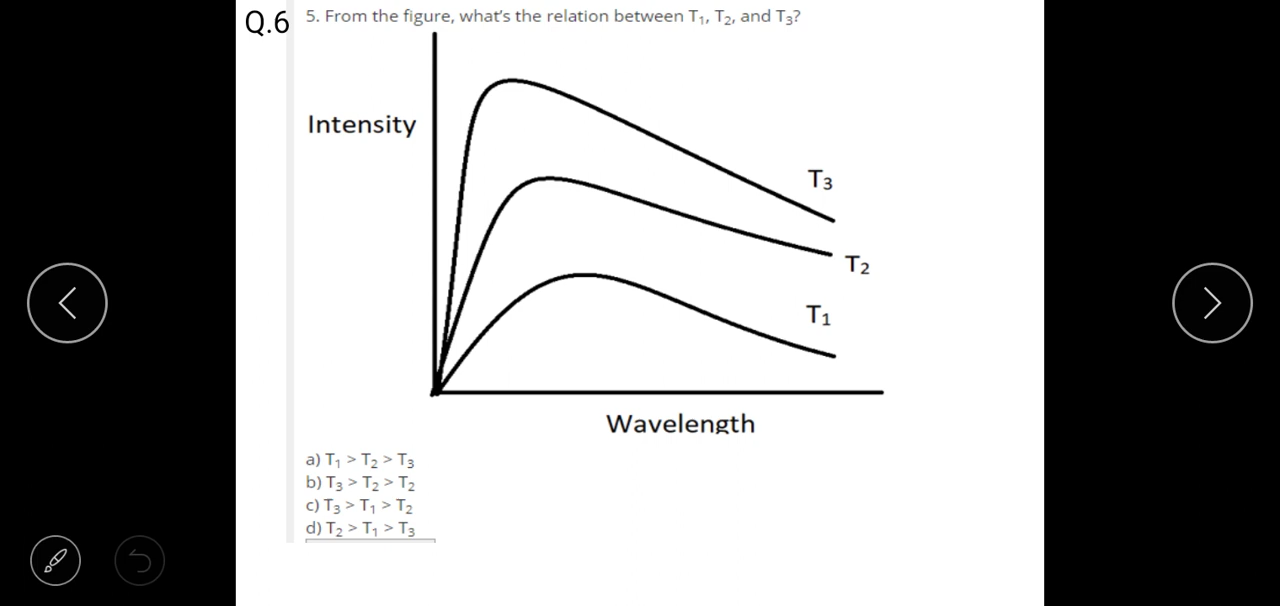 Q.6 5. From the figure, what's the relation between T₁, T₂, and T₃?
Intensity
T₃
T₂
T₁
Wavelength
a) T₁ > T₂ > T₃
b) T₃ > T₂ > T₂
c) T₃ > T₁ > T₂
d) T₂ > T₁ > T₃